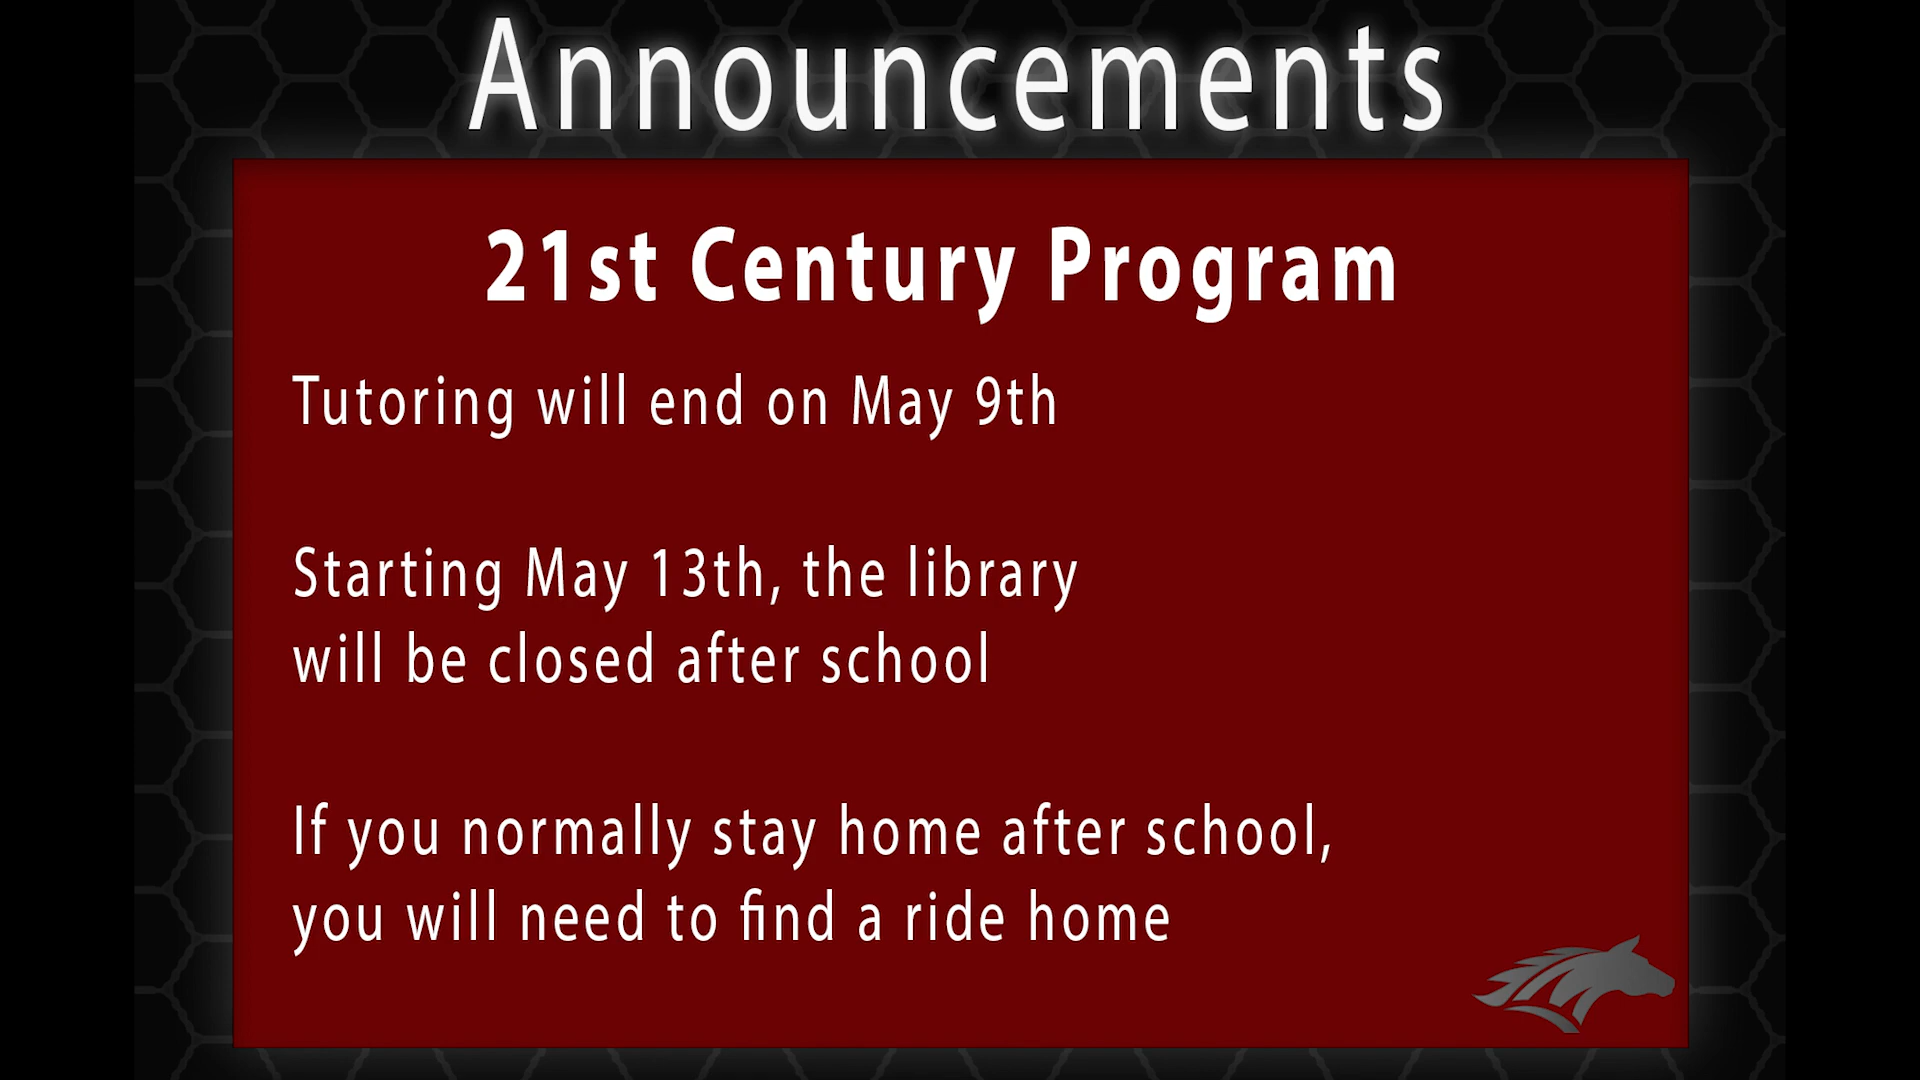 Announcements
21st Century Program
Tutoring will end on May 9th
Starting May 13th, the library
will be closed after school
If you normally stay home after school,
you will need to find a ride home